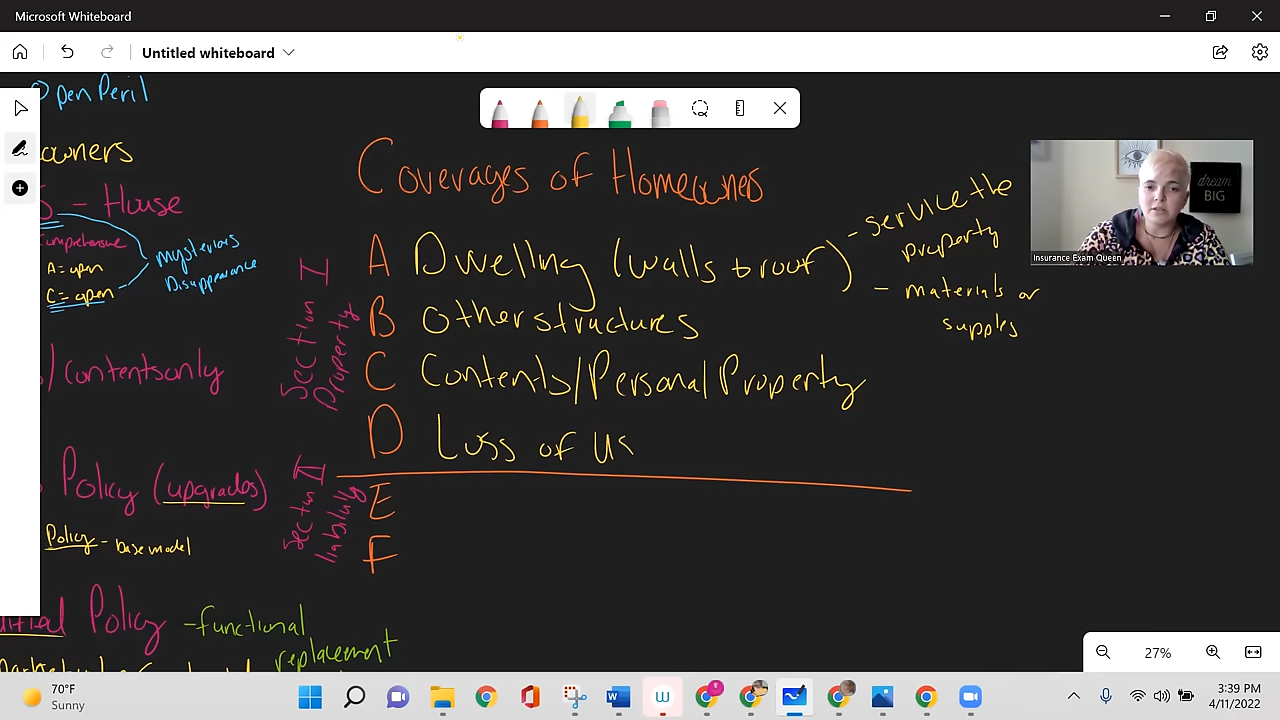 Microsoft Whiteboard
Untitled whiteboard
Open Peril
owners
5 - House
Comprehensive
A = open
C = open
mysterios
Disappearance
/contents only
Policy (upgrades)
Policy - base model
Policy - functional
replacement
Coverages of Homeowners
Section I
Property
A Dwelling (walls & roof)
- service the
property
- materials or
supples
B Other structures
C Contents/Personal Property
D Loss of Us
Section II
liability
E
F
dream
BIG
Insurance Exam Queen
27%
70°F
Sunny
3:39 PM
4/11/2022